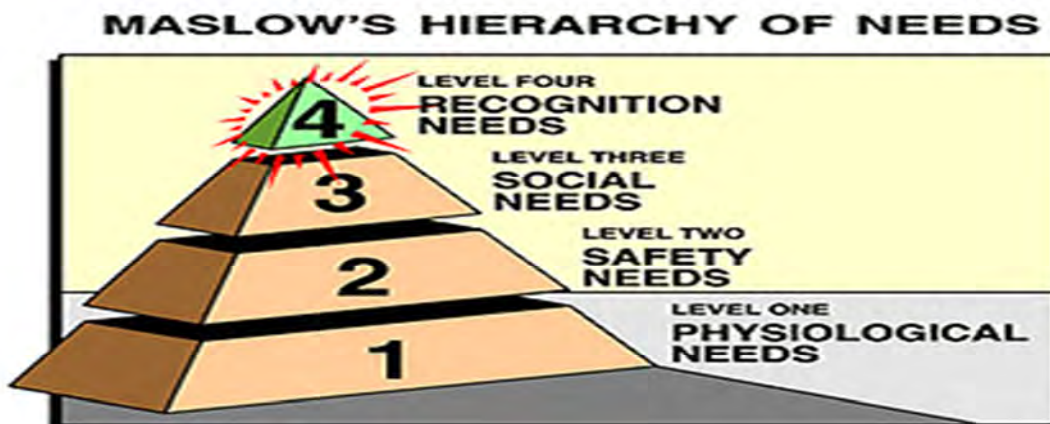 MASLOW'S HIERARCHY OF NEEDS
LEVEL FOUR
RECOGNITION
NEEDS
4
LEVEL THREE
SOCIAL
NEEDS
3
LEVEL TWO
SAFETY
NEEDS
2
LEVEL ONE
PHYSIOLOGICAL
NEEDS
1